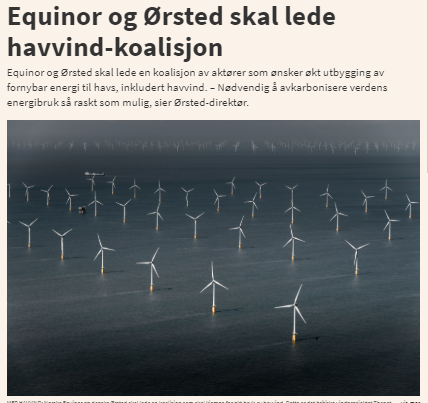 Equinor og Ørsted skal lede
havvind-koalisjon
Equinor og Ørsted skal lede en koalisjon av aktører som ønsker økt utbygging av
fornybar energi til havs, inkludert havvind. – Nødvendig å avkarbonisere verdens
energibruk så raskt som mulig, sier Ørsted-direktør.